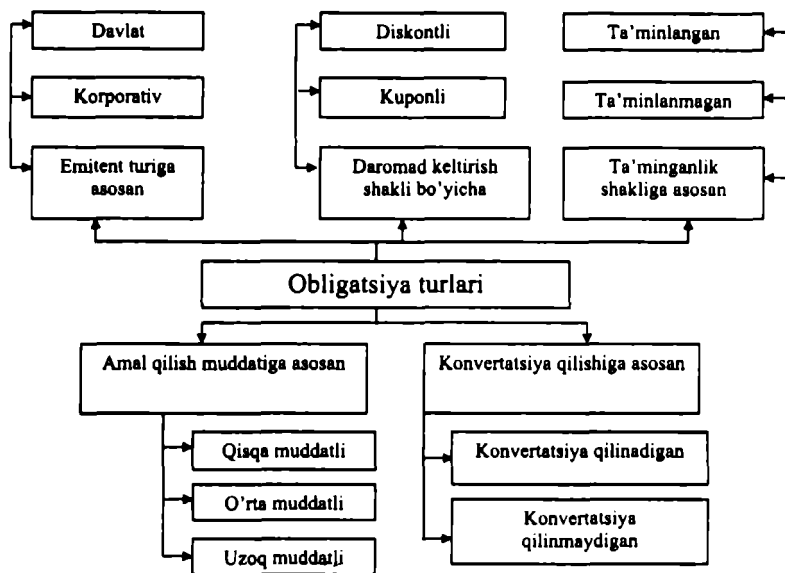 Davlat
Diskontli
Ta'minlangan
Korporativ
Kuponli
Ta'minlanmagan
Emitent turiga
asosan
Daromad keltirish
shakli bo'yicha
Ta'minganlik
shakliga asosan
Obligatsiya turlari
Amal qilish muddatiga asosan
Konvertatsiya qilishiga asosan
Qisqa muddatli
Konvertatsiya qilinadigan
O'rta muddatli
Konvertatsiya
qilinmaydigan
Uzoq muddatli